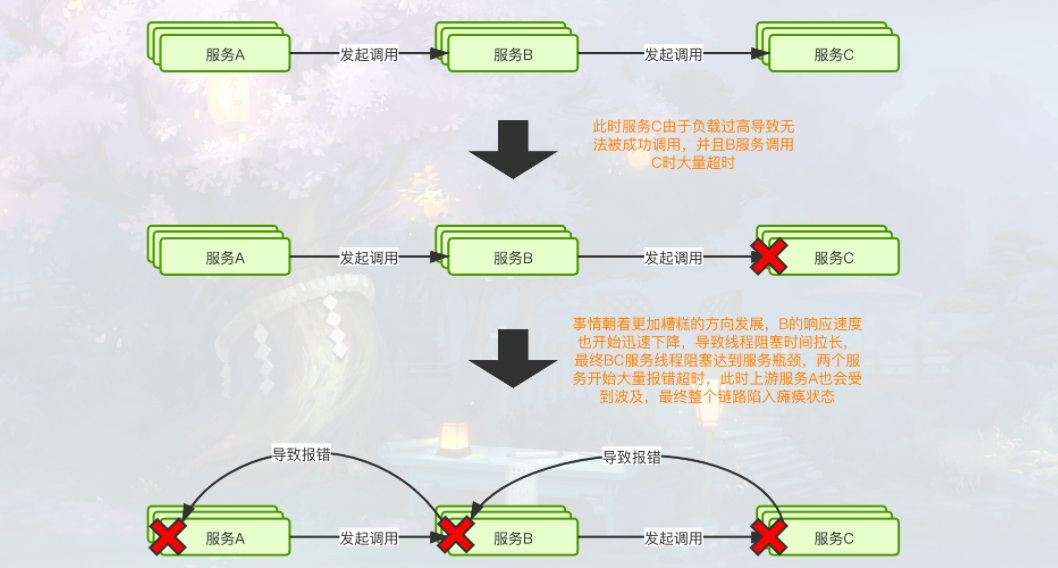 服务A
发起调用
服务B
发起调用
服务C
此时服务C由于负载过高导致无
法被成功调用，并且B服务调用
C时大量超时
服务A
发起调用
服务B
发起调用
服务C
事情朝着更加糟糕的方向发展，B的响应速度
也开始迅速下降，导致线程阻塞时间拉长，
最终BC服务线程阻塞达到服务瓶颈，两个服
务开始大量报错超时，此时上游服务A也会受
到波及，最终整个链路陷入瘫痪状态
导致报错
导致报错
服务A
发起调用
服务B
发起调用
服务C